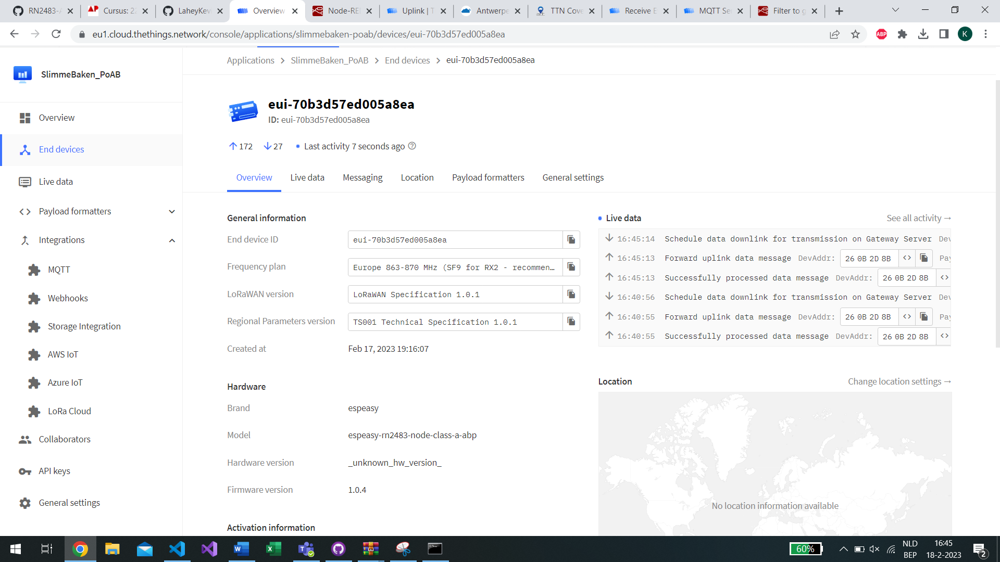 RN2483-A
Cursus: 22
LaheyKevi
Overview
Node-RE
Uplink | T
Antwerpe
TTN Cove
Receive E
MQTT Se
Filter to g
eu1.cloud.thethings.network/console/applications/slimmebaken-poab/devices/eui-70b3d57ed005a8ea
ABP
K
SlimmeBaken_PoAB
Overview
End devices
Live data
Payload formatters
Integrations
MQTT
Webhooks
Storage Integration
AWS IoT
Azure IoT
LoRa Cloud
Collaborators
API keys
General settings
Applications > SlimmeBaken_PoAB > End devices > eui-70b3d57ed005a8ea
eui-70b3d57ed005a8ea
ID: eui-70b3d57ed005a8ea
↑ 172 ↓ 27 • Last activity 7 seconds ago
Overview Live data Messaging Location Payload formatters General settings
General information
End device ID eui-70b3d57ed005a8ea
Frequency plan Europe 863-870 MHz (SF9 for RX2 - recommen…
LoRaWAN version LoRaWAN Specification 1.0.1
Regional Parameters version TS001 Technical Specification 1.0.1
Created at Feb 17, 2023 19:16:07
Hardware
Brand espeasy
Model espeasy-rn2483-node-class-a-abp
Hardware version _unknown_hw_version_
Firmware version 1.0.4
Activation information
Live data See all activity →
↓ 16:45:14 Schedule data downlink for transmission on Gateway Server Dev
↑ 16:45:13 Forward uplink data message DevAddr: 26 0B 2D 8B <> Pay
↑ 16:45:13 Successfully processed data message DevAddr: 26 0B 2D 8B <>
↓ 16:40:56 Schedule data downlink for transmission on Gateway Server Dev
↑ 16:40:55 Forward uplink data message DevAddr: 26 0B 2D 8B <> Pay
↑ 16:40:55 Successfully processed data message DevAddr: 26 0B 2D 8B <>
Location Change location settings →
No location information available
60%
NLD
BEP
16:45
18-2-2023
2